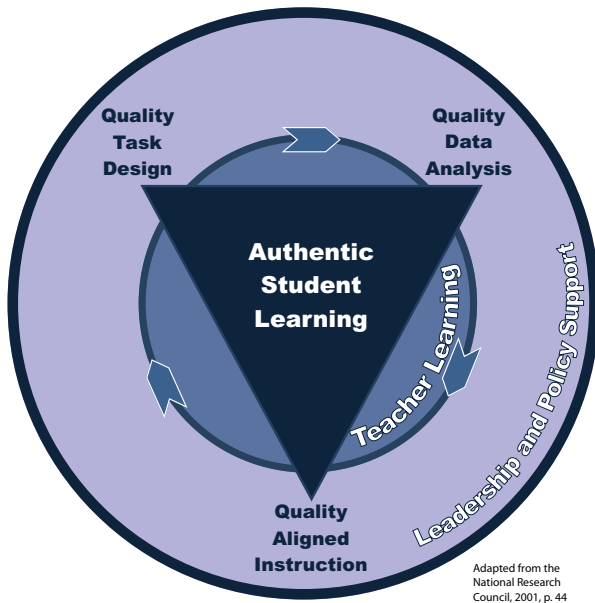 Quality
Task
Design
Quality
Data
Analysis
Authentic
Student
Learning
Teacher Learning
Leadership and Policy Support
Quality
Aligned
Instruction
Adapted from the
National Research
Council, 2001, p. 44